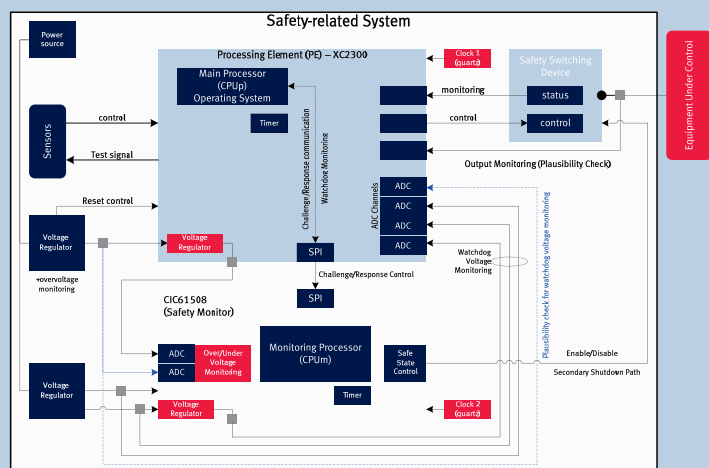 Safety-related System
Power
source
Processing Element (PE) – XC2300
Clock 1
(quartz)
Safety Switching
Device
Equipment Under Control
Main Processor
(CPUp)
Operating System
Timer
monitoring
status
control
control
Sensors
control
Test signal
Challenge/Response communication
Watchdog Monitoring
Output Monitoring (Plausibility Check)
ADC Channels
ADC
ADC
ADC
ADC
Reset control
Voltage
Regulator
+overvoltage
monitoring
Voltage
Regulator
SPI
Challenge/Response Control
SPI
Watchdog
Voltage
Monitoring
Plausibility check for watchdog voltage monitoring
CIC61508
(Safety Monitor)
ADC
ADC
Over/Under
Voltage
Monitoring
Monitoring Processor
(CPUm)
Timer
Safe
State
Control
Enable/Disable
Secondary Shutdown Path
Voltage
Regulator
Voltage
Regulator
Clock 2
(quartz)